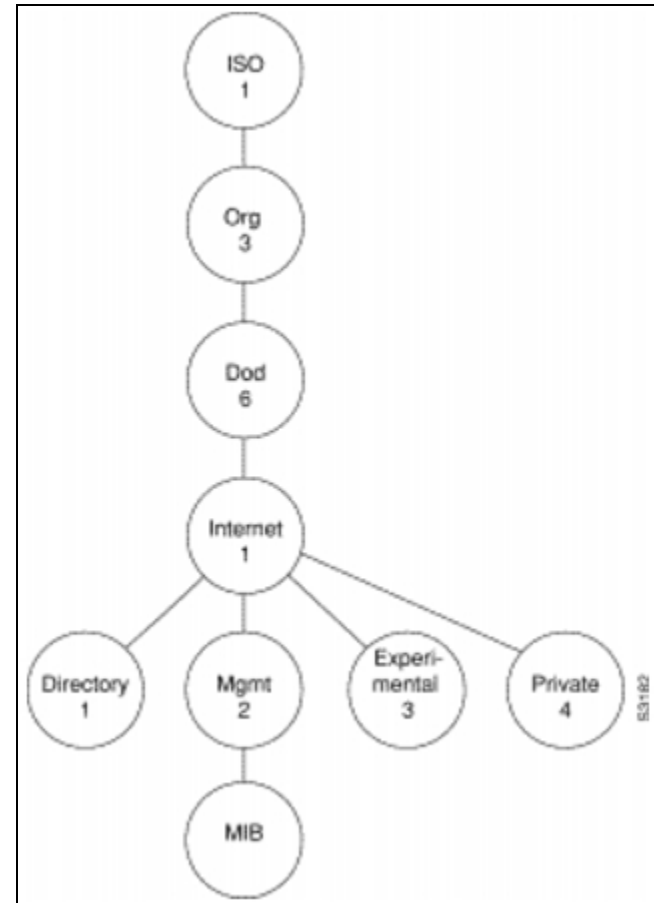 ISO
1
Org
3
Dod
6
Internet
1
Directory
1
Mgmt
2
Experi-
mental
3
Private
4
MIB
S3182